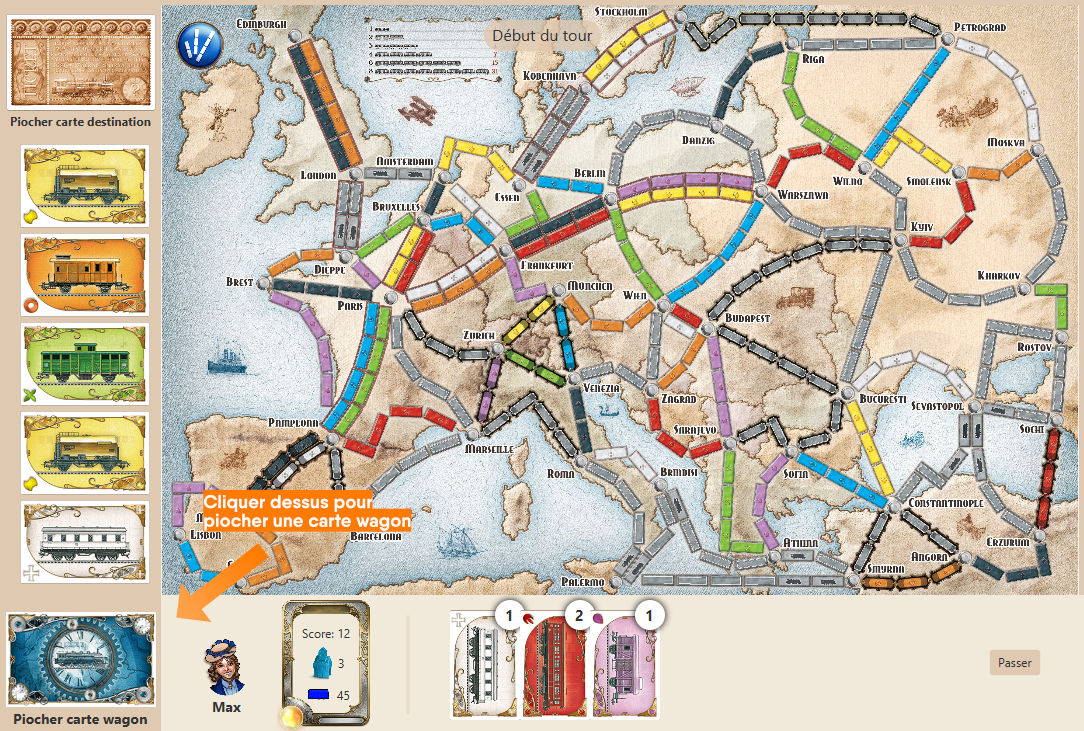 EDINBURGH
STOCKHOLM
Début du tour
PETROGRAD
RIGA
KOBENHAVN
Piocher carte destination
DANZIG
MOSKVA
AMSTERDAM
LONDON
BERLIN
WILNO
SMOLENSK
ESSEN
WARSZAWA
BRUXELLES
KYIV
DIEPPE
FRANKFURT
KHARKOV
BREST
MÜNCHEN
WIEN
PARIS
BUDAPEST
ZÜRICH
ROSTOV
VENEZIA
ZAGRAB
BUCURESTI
SEVASTOPOL
PAMPLONA
SARAJEVO
SOCHI
MARSEILLE
ROMA
BRINDISI
SOFIA
Cliquer dessus pour
piocher une carte wagon
CONSTANTINOPLE
LISBON
BARCELONA
ATHINA
ANGORA
ERZURUM
SMYRNA
PALERMO
1
2
1
Score: 12
3
45
Passer
Max
Piocher carte wagon